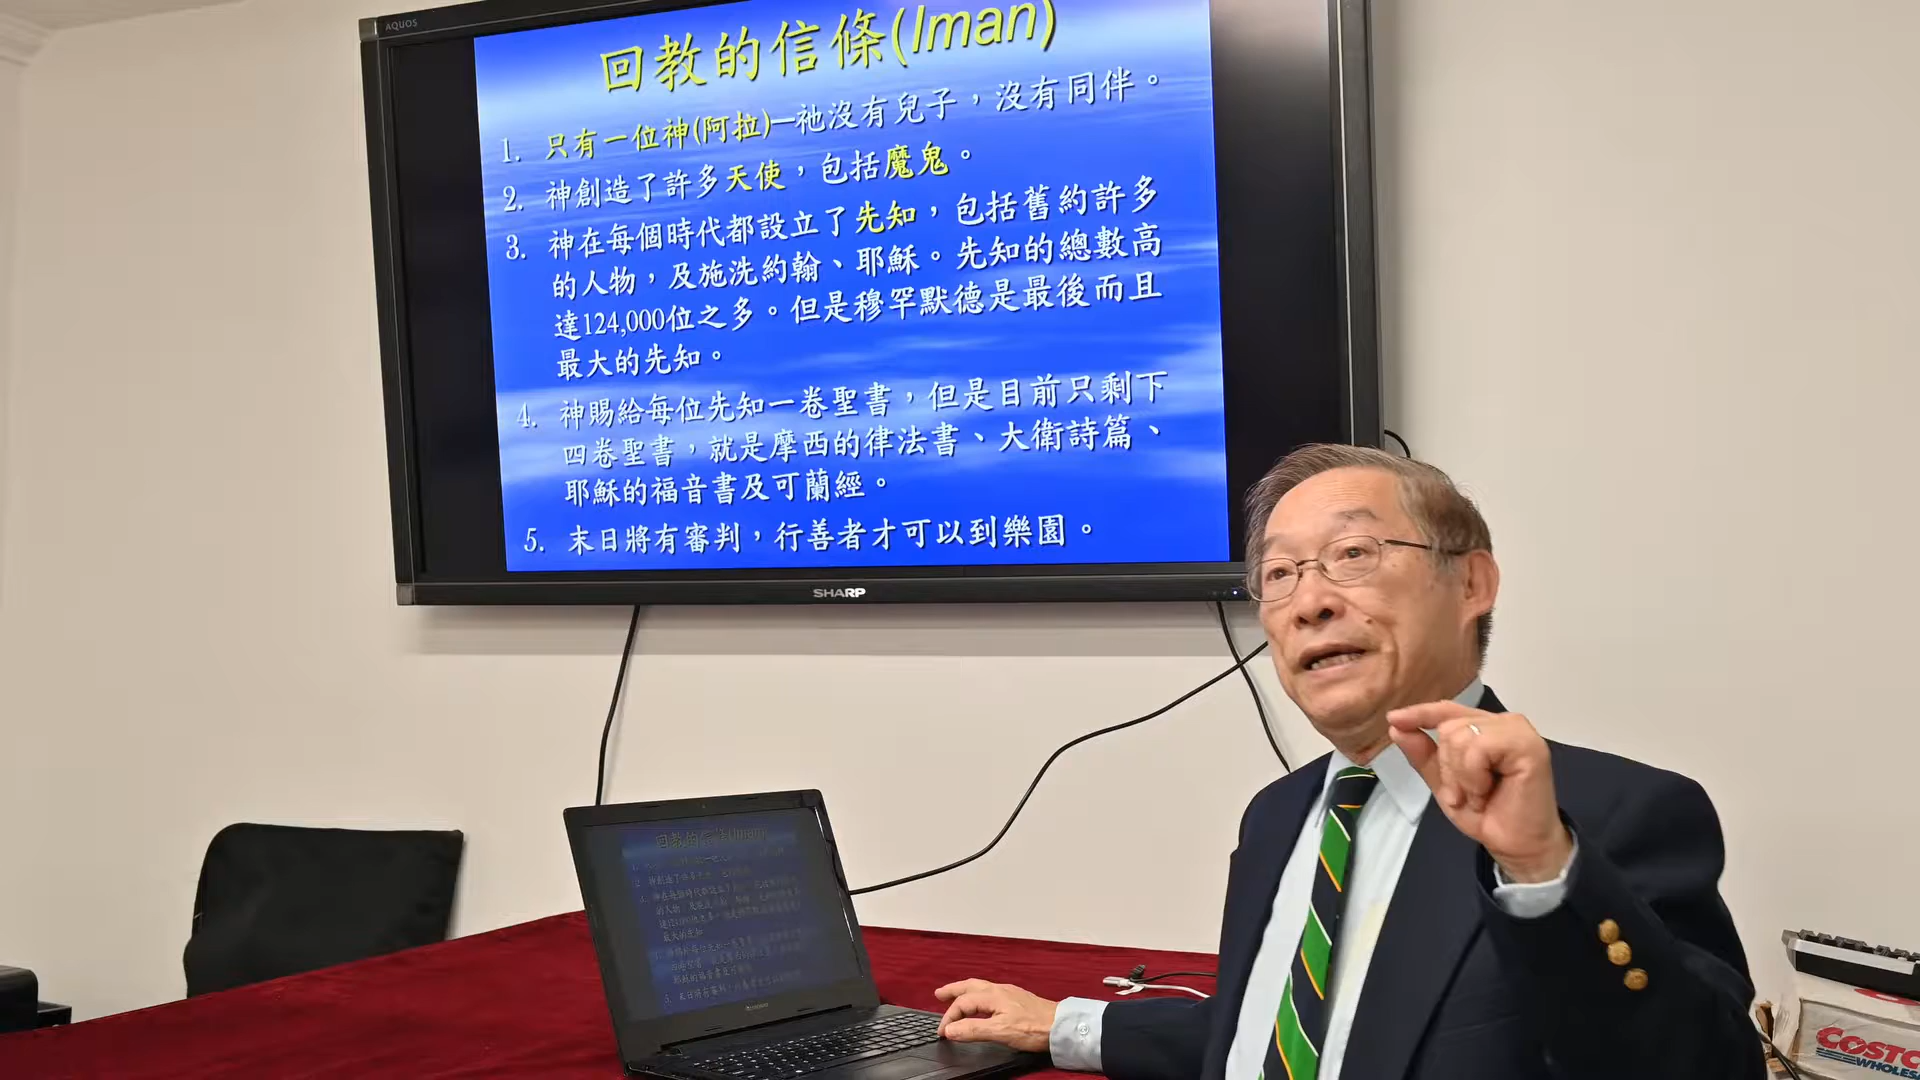 AQUOS
回教的信條(Iman)
1. 只有一位神(阿拉)─祂沒有兒子，沒有同伴。
2. 神創造了許多天使，包括魔鬼。
3. 神在每個時代都設立了先知，包括舊約許多
的人物，及施洗約翰、耶穌。先知的總數高
達124,000位之多。但是穆罕默德是最後而且
最大的先知。
4. 神賜給每位先知一卷聖書，但是目前只剩下
四卷聖書，就是摩西的律法書、大衛詩篇、
耶穌的福音書及可蘭經。
5. 末日將有審判，行善者才可以到樂園。
SHARP
回教的信條(Iman)